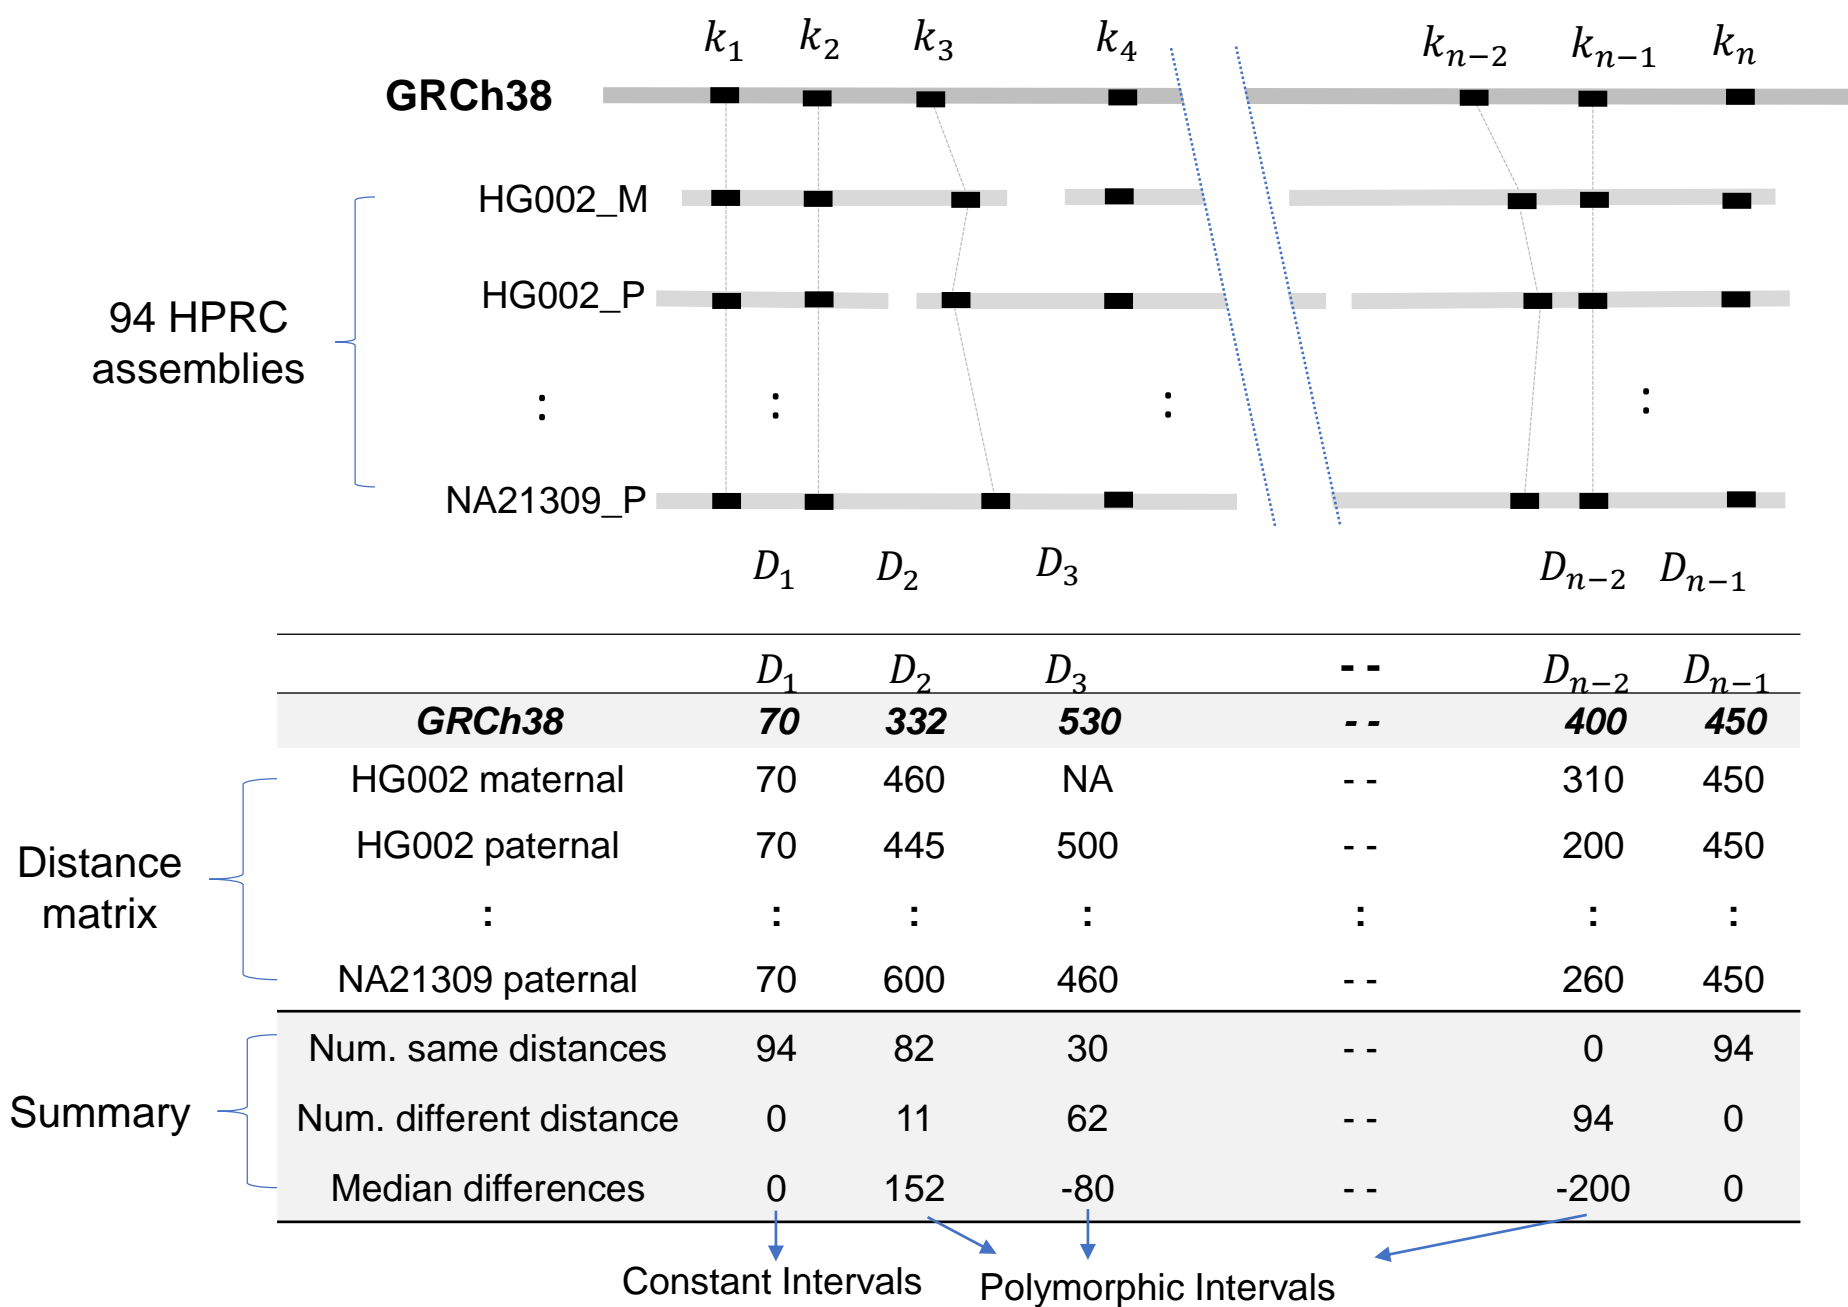 k₁ k₂ k₃ k₄ kₙ₋₂ kₙ₋₁ kₙ
GRCh38
HG002_M
HG002_P
94 HPRC
assemblies
: : : :
NA21309_P
D₁ D₂ D₃ Dₙ₋₂ Dₙ₋₁
D₁ D₂ D₃ - - Dₙ₋₂ Dₙ₋₁
GRCh38 70 332 530 - - 400 450
HG002 maternal 70 460 NA - - 310 450
HG002 paternal 70 445 500 - - 200 450
Distance
matrix
: : : : : : :
NA21309 paternal 70 600 460 - - 260 450
Num. same distances 94 82 30 - - 0 94
Summary
Num. different distance 0 11 62 - - 94 0
Median differences 0 152 -80 - - -200 0
Constant Intervals Polymorphic Intervals